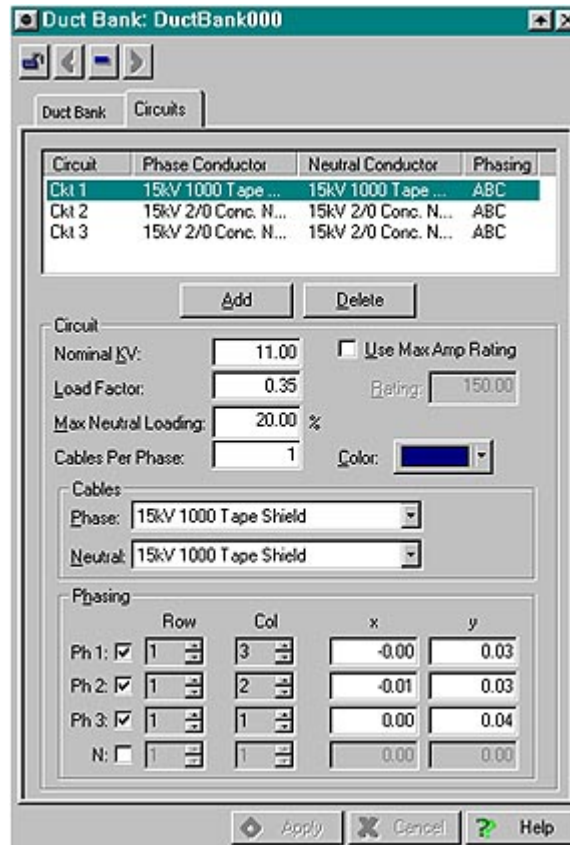 Duct Bank: DuctBank000
Duct Bank Circuits
Circuit Phase Conductor Neutral Conductor Phasing
Ckt 1 15kV 1000 Tape ... 15kV 1000 Tape ... ABC
Ckt 2 15kV 2/0 Conc. N... 15kV 2/0 Conc. N... ABC
Ckt 3 15kV 2/0 Conc. N... 15kV 2/0 Conc. N... ABC
Add Delete
Circuit
Nominal KV: 11.00 Use Max Amp Rating
Load Factor: 0.35 Rating: 150.00
Max Neutral Loading: 20.00 %
Cables Per Phase: 1 Color:
Cables
Phase: 15kV 1000 Tape Shield
Neutral: 15kV 1000 Tape Shield
Phasing
Row Col x y
Ph 1: 1 3 -0.00 0.03
Ph 2: 1 2 -0.01 0.03
Ph 3: 1 1 0.00 0.04
N: 1 1 0.00 0.00
Apply Cancel ? Help